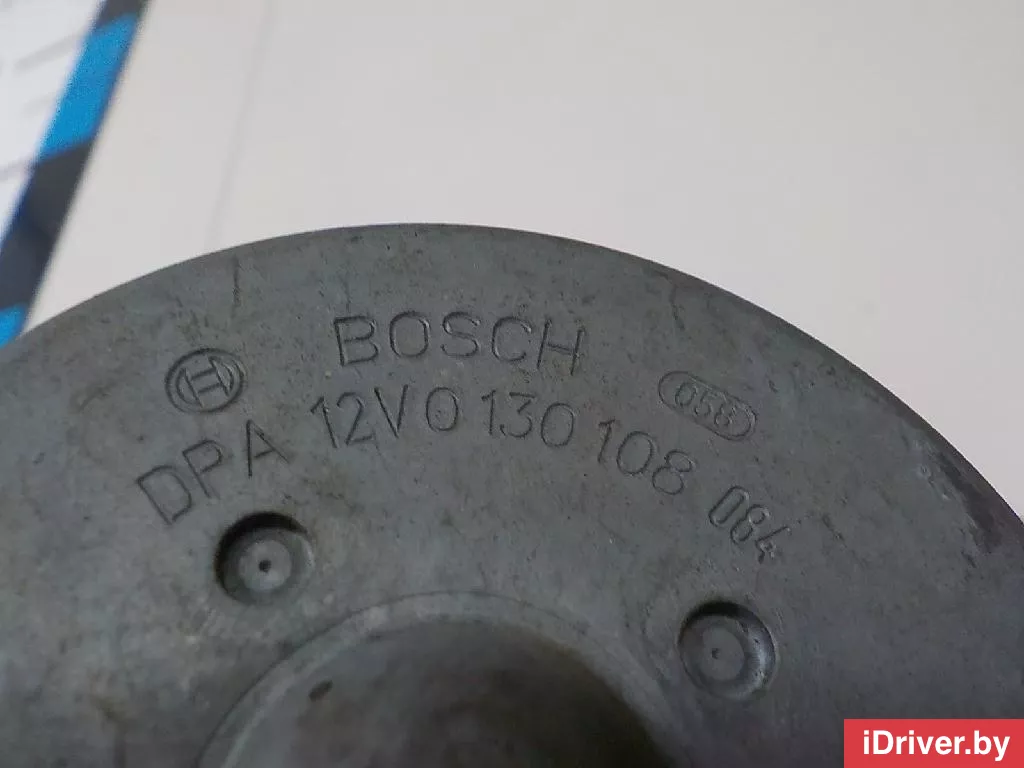 BOSCH
058
DPA 12V 0 130 108 084
iDriver.by